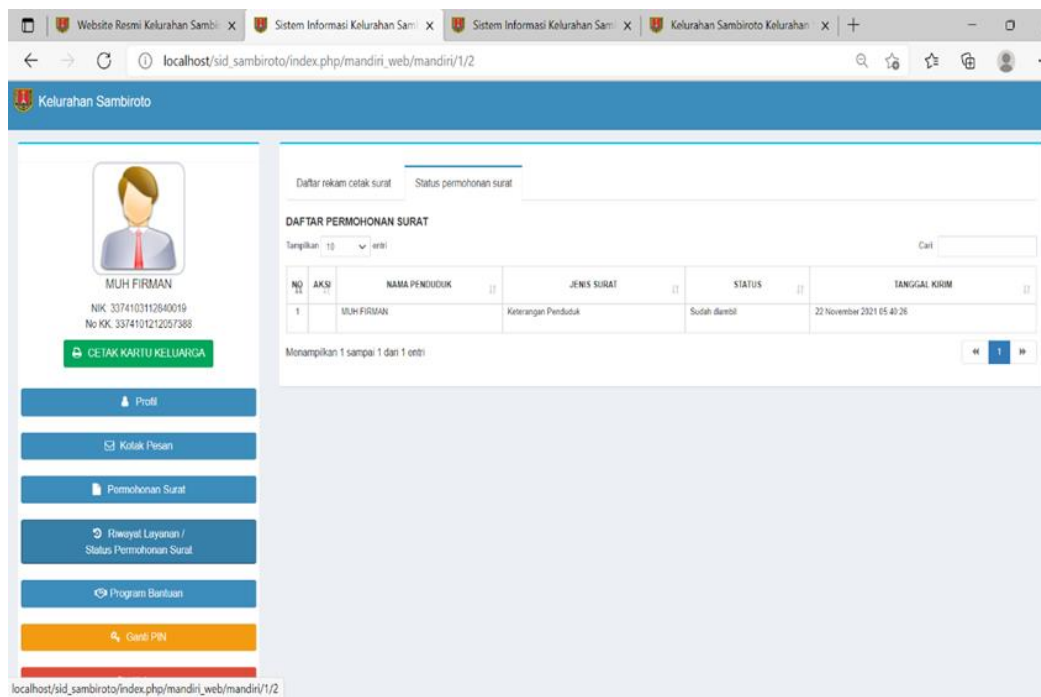 Website Resmi Kelurahan Sambi
Sistem Informasi Kelurahan Sam
Sistem Informasi Kelurahan Sam
Kelurahan Sambiroto Kelurahan
localhost/sid_sambiroto/index.php/mandiri_web/mandiri/1/2
Kelurahan Sambiroto
MUH FIRMAN
NIK: 3374103112840019
No KK. 3374101212057388
CETAK KARTU KELUARGA
Profil
Kotak Pesan
Permohonan Surat
Riwayat Layanan /
Status Permohonan Surat
Program Bantuan
Ganti PIN
Daftar rekam cetak surat Status permohonan surat
DAFTAR PERMOHONAN SURAT
Tampilkan 10 entri Cari
NO AKSI NAMA PENDUDUK JENIS SURAT STATUS TANGGAL KIRIM
1 MUH FIRMAN Keterangan Penduduk Sudah diambil 22 November 2021 05:40:26
Menampilkan 1 sampai 1 dari 1 entri 1
localhost/sid_sambiroto/index.php/mandiri_web/mandiri/1/2